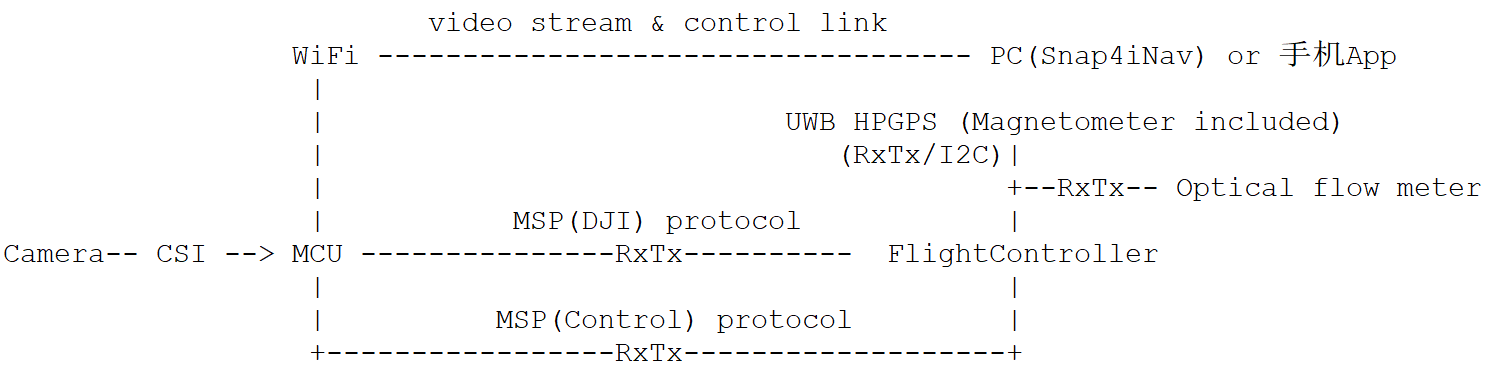 video stream & control link
WiFi ----------------------------------- PC(Snap4iNav) or 手机App
|
| UWB HPGPS (Magnetometer included)
| (RxTx/I2C)|
| +--RxTx-- Optical flow meter
| MSP(DJI) protocol |
Camera-- CSI --> MCU ---------------RxTx---------- FlightController
| |
| MSP(Control) protocol |
+-----------------RxTx-------------------+